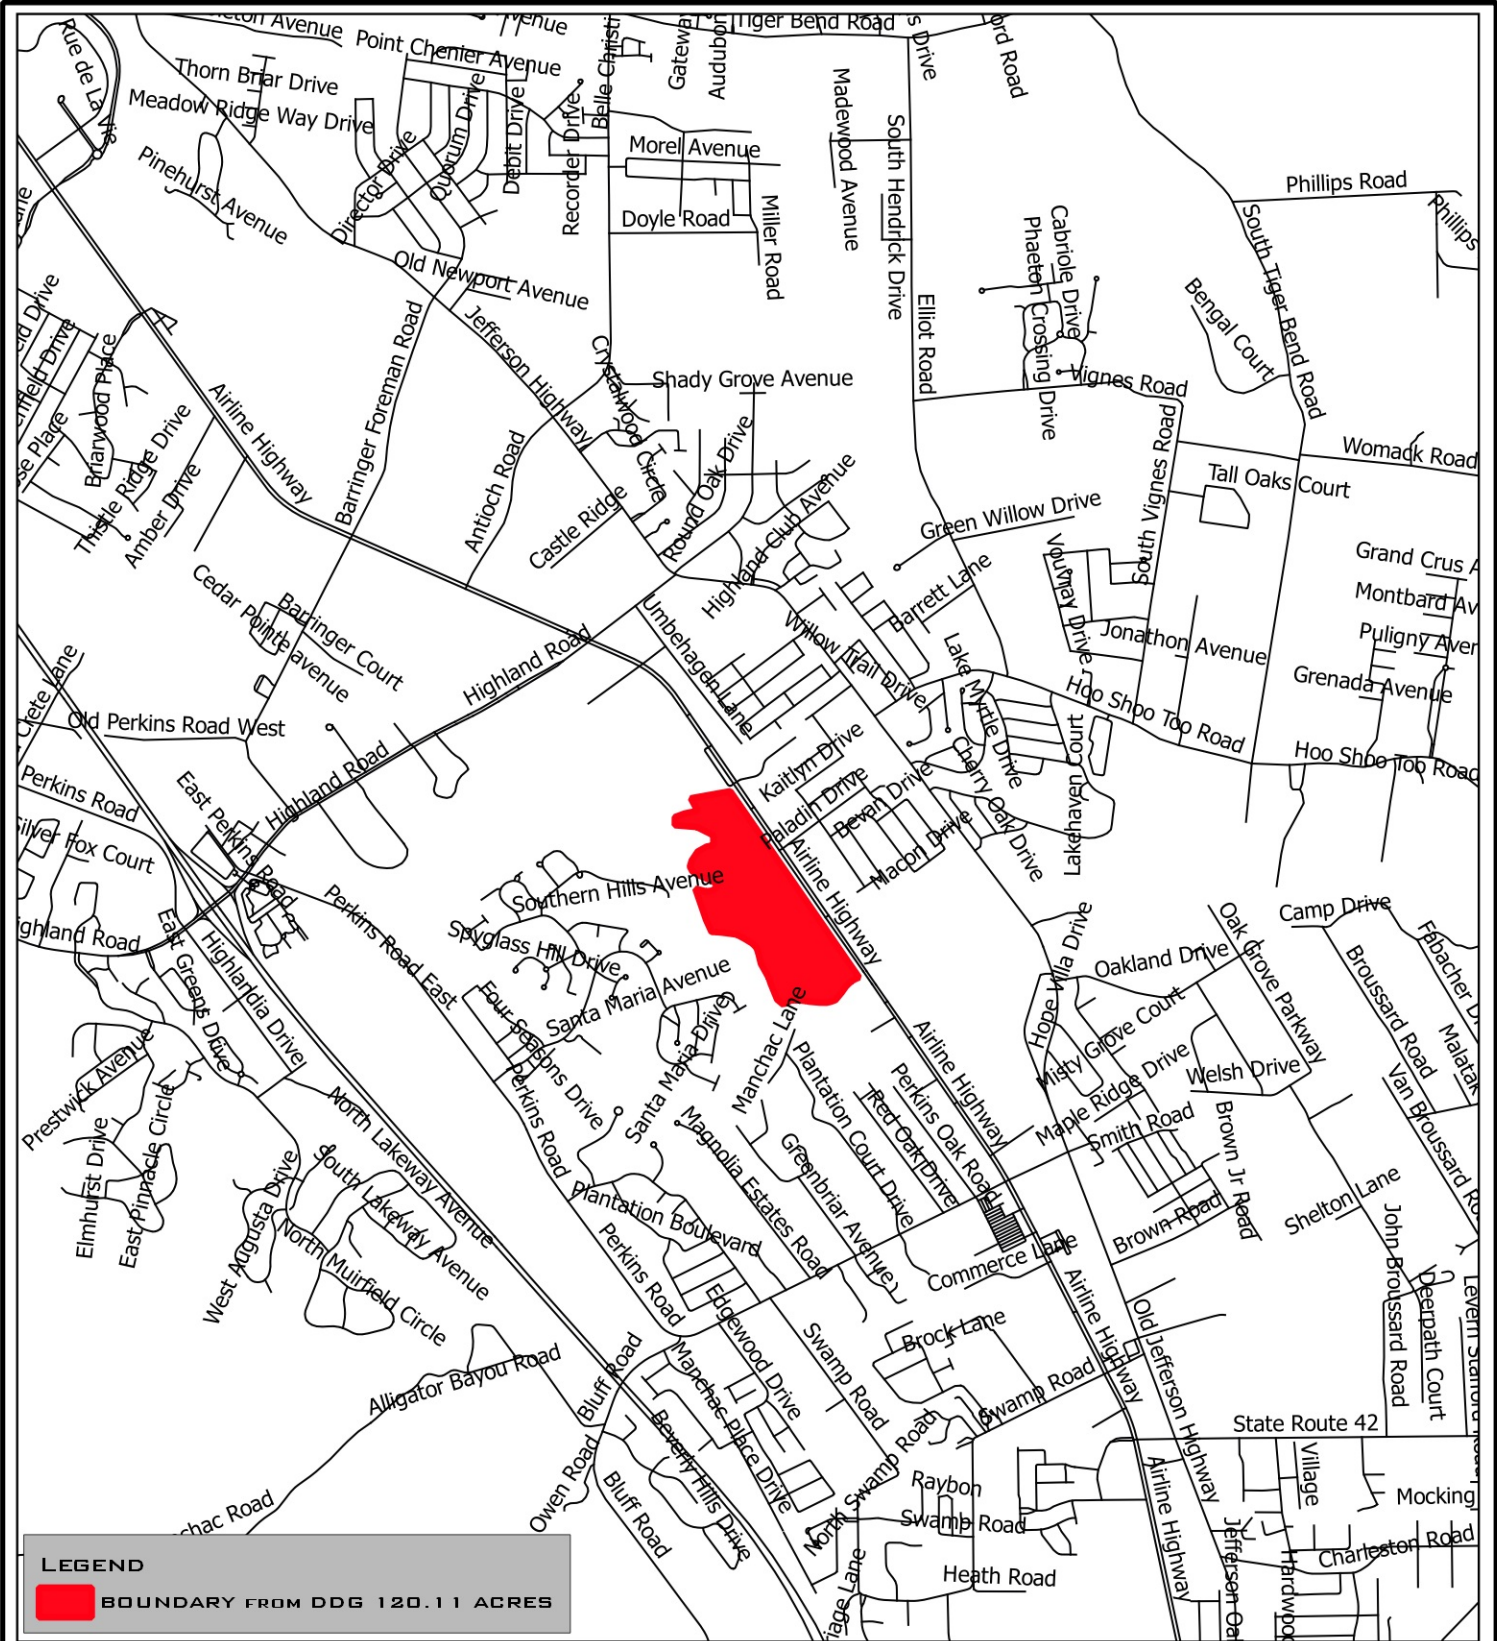 Avenue
Tiger Bend Road
Point Chenier Avenue
Rue de La Vie
Thorn Briar Drive
Meadow Ridge Way Drive
Pinehurst Avenue
Director Drive
Quorum Drive
Debit Drive
Recorder Drive
Belle Christi
Gateway
Audubon
Morel Avenue
Doyle Road
Miller Road
Madewood Avenue
South Hendrick Drive
Elliot Road
Phillips Road
Phillips
South Tiger Bend Road
Bengal Court
Cabriole Drive
Phaeton Crossing Drive
Vignes Road
Womack Road
Tall Oaks Court
South Vignes Road
Old Newport Avenue
Jefferson Highway
Crystalwood Circle
Shady Grove Avenue
Barringer Foreman Road
Airline Highway
Briarwood Place
Thistle Ridge Drive
Amber Drive
Antioch Road
Castle Ridge
Round Oak Drive
Highland Club Avenue
Green Willow Drive
Barrett Lane
Vouvray Drive
Jonathon Avenue
Grand Crus A
Montbard Av
Puligny Aven
Grenada Avenue
Cedar Pointe avenue
Barringer Court
Highland Road
Umbehagen Lane
Willow Trail Drive
Lake Myrtle Drive
Hoo Shoo Too Road
Hoo Shoo Too Road
Old Perkins Road West
Perkins Road
Silver Fox Court
East Perkins Road
Highland Road
Kaitlyn Drive
Paladin Drive
Bevan Drive
Macon Drive
Cherry Oak Drive
Lakehaven Court
Airline Highway
Southern Hills Avenue
Spyglass Hill Drive
Santa Maria Avenue
Four Seasons Drive
Santa Maria Drive
Perkins Road East
Highland Road
East Greens Drive
Highlandia Drive
Prestwick Avenue
Elmhurst Drive
East Pinnacle Circle
Manchac Lane
Camp Drive
Oak Grove Parkway
Fabacher Dr
Broussard Road
Malatak
Van Broussard Road
Oakland Drive
Hope Villa Drive
Misty Grove Court
Maple Ridge Drive
Welsh Drive
Smith Road
Brown Jr Road
Brown Road
Shelton Lane
Airline Highway
Plantation Court Drive
Perkins Oak Road
Red Oak Drive
Perkins Road
North Lakeway Avenue
South Lakeway Avenue
West Augusta Drive
North Muirfield Circle
Magnolia Estates Road
Greenbriar Avenue
Plantation Boulevard
Perkins Road
Commerce Lane
Airline Highway
Old Jefferson Highway
John Broussard Road
Deerpath Court
Edgewood Drive
Swamp Road
Brock Lane
Swamp Road
Alligator Bayou Road
Bluff Road
Manchac Place Drive
Beverly Hills Drive
Owen Road
Bluff Road
North Swamp Road
Raybon
Swamp Road
Heath Road
State Route 42
Village
Mocking
Charleston Road
Airline Highway
Jefferson Oa
Hardwoo
LEGEND
BOUNDARY FROM DDG 120.11 ACRES